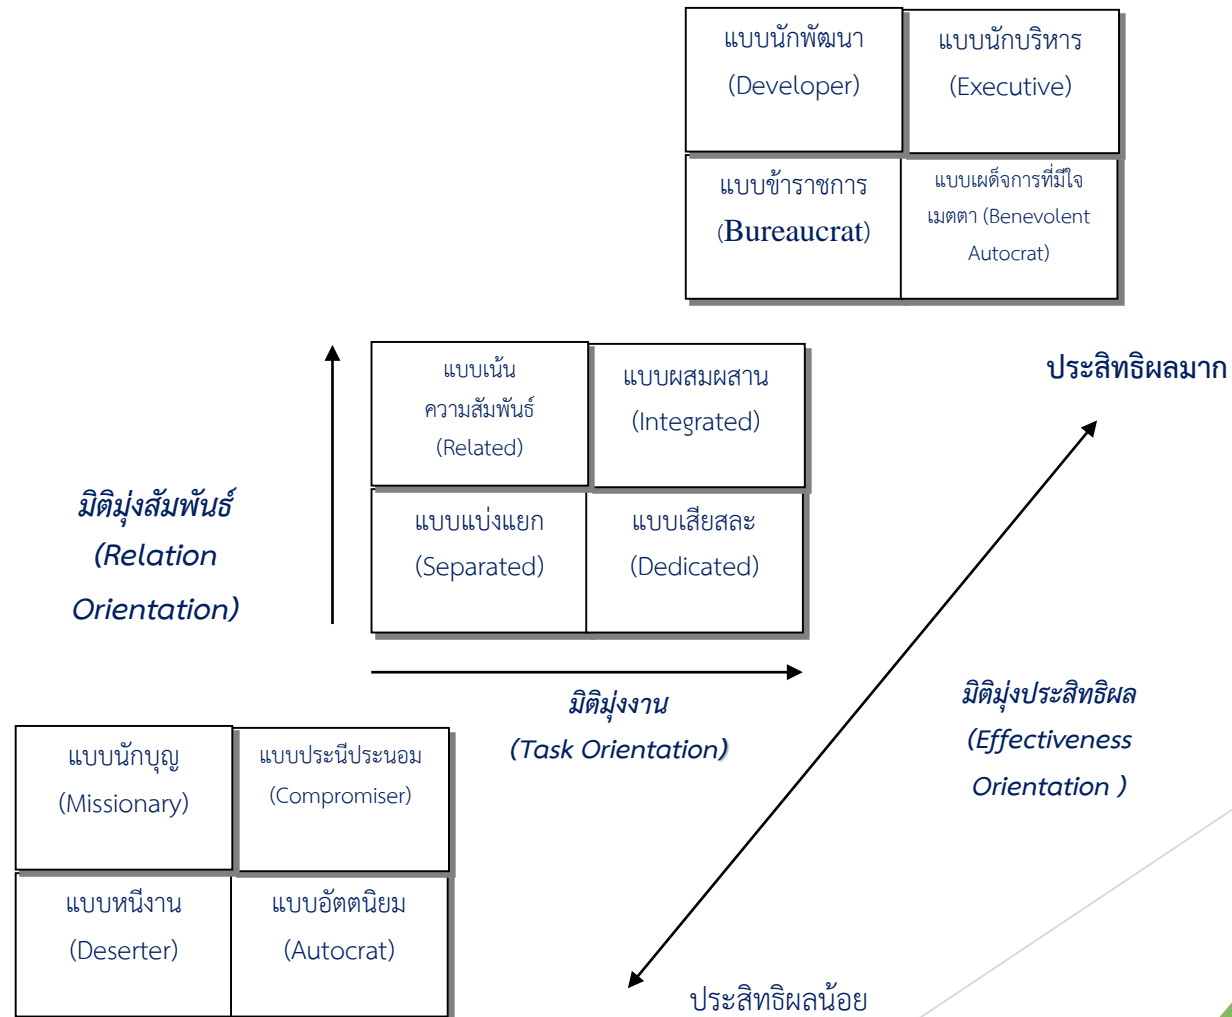 แบบนักพัฒนา
(Developer)
แบบนักบริหาร
(Executive)
แบบข้าราชการ
(Bureaucrat)
แบบเผด็จการที่มีใจ
เมตตา (Benevolent
Autocrat)
แบบเน้น
ความสัมพันธ์
(Related)
แบบผสมผสาน
(Integrated)
ประสิทธิผลมาก
มิติมุ่งสัมพันธ์
(Relation
Orientation)
แบบแบ่งแยก
(Separated)
แบบเสียสละ
(Dedicated)
มิติมุ่งงาน
(Task Orientation)
มิติมุ่งประสิทธิผล
(Effectiveness
Orientation )
แบบนักบุญ
(Missionary)
แบบประนีประนอม
(Compromiser)
แบบหนีงาน
(Deserter)
แบบอัตตนิยม
(Autocrat)
ประสิทธิผลน้อย